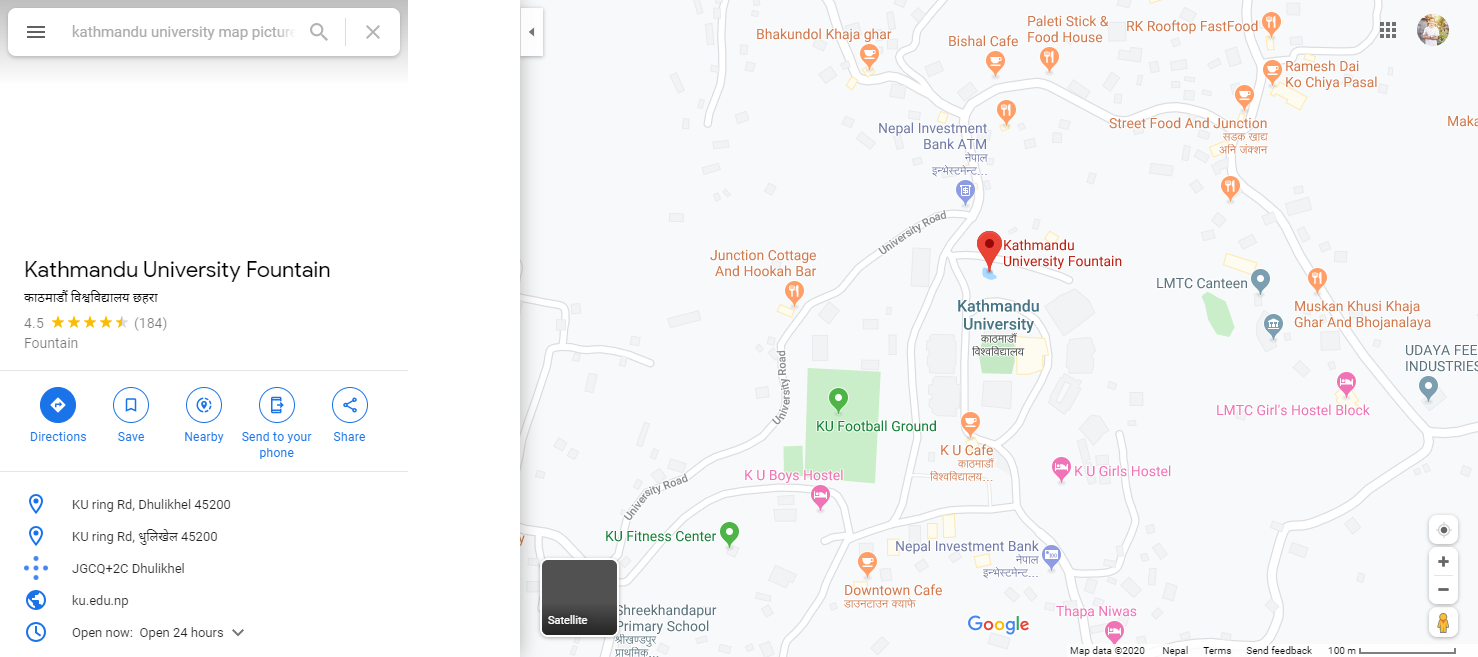 kathmandu university map picture
Kathmandu University Fountain
काठमाडौं विश्वविद्यालय छहरा
4.5 (184)
Fountain
Directions
Save
Nearby
Send to your
phone
Share
KU ring Rd, Dhulikhel 45200
KU ring Rd, धुलिखेल 45200
JGCQ+2C Dhulikhel
ku.edu.np
Open now: Open 24 hours
Bhakundol Khaja ghar
Bishal Cafe
Paleti Stick &
Food House
RK Rooftop FastFood
Ramesh Dai
Ko Chiya Pasal
Street Food And Junction
सडक खाद्य
अनि जंक्शन
Maka
Nepal Investment
Bank ATM
नेपाल
इन्भेस्टमेन्ट...
University Road
Kathmandu
University Fountain
Junction Cottage
And Hookah Bar
LMTC Canteen
Muskan Khusi Khaja
Ghar And Bhojanalaya
Kathmandu
University
काठमाडौं
विश्वविद्यालय
UDAYA FEE
INDUSTRIES
University Road
LMTC Girl's Hostel Block
KU Football Ground
K U Cafe
काठमाडौं
विश्वविद्यालय...
K U Boys Hostel
K U Girls Hostel
University Road
KU Fitness Center
Nepal Investment Bank
नेपाल
इन्भेस्टमेन्ट...
Downtown Cafe
डाउनटाउन क्याफे
Satellite
Shreekhandapur
Primary School
श्रीखण्डपुर
प्राथमिक...
Thapa Niwas
Google
Map data ©2020 Nepal Terms Send feedback 100 m